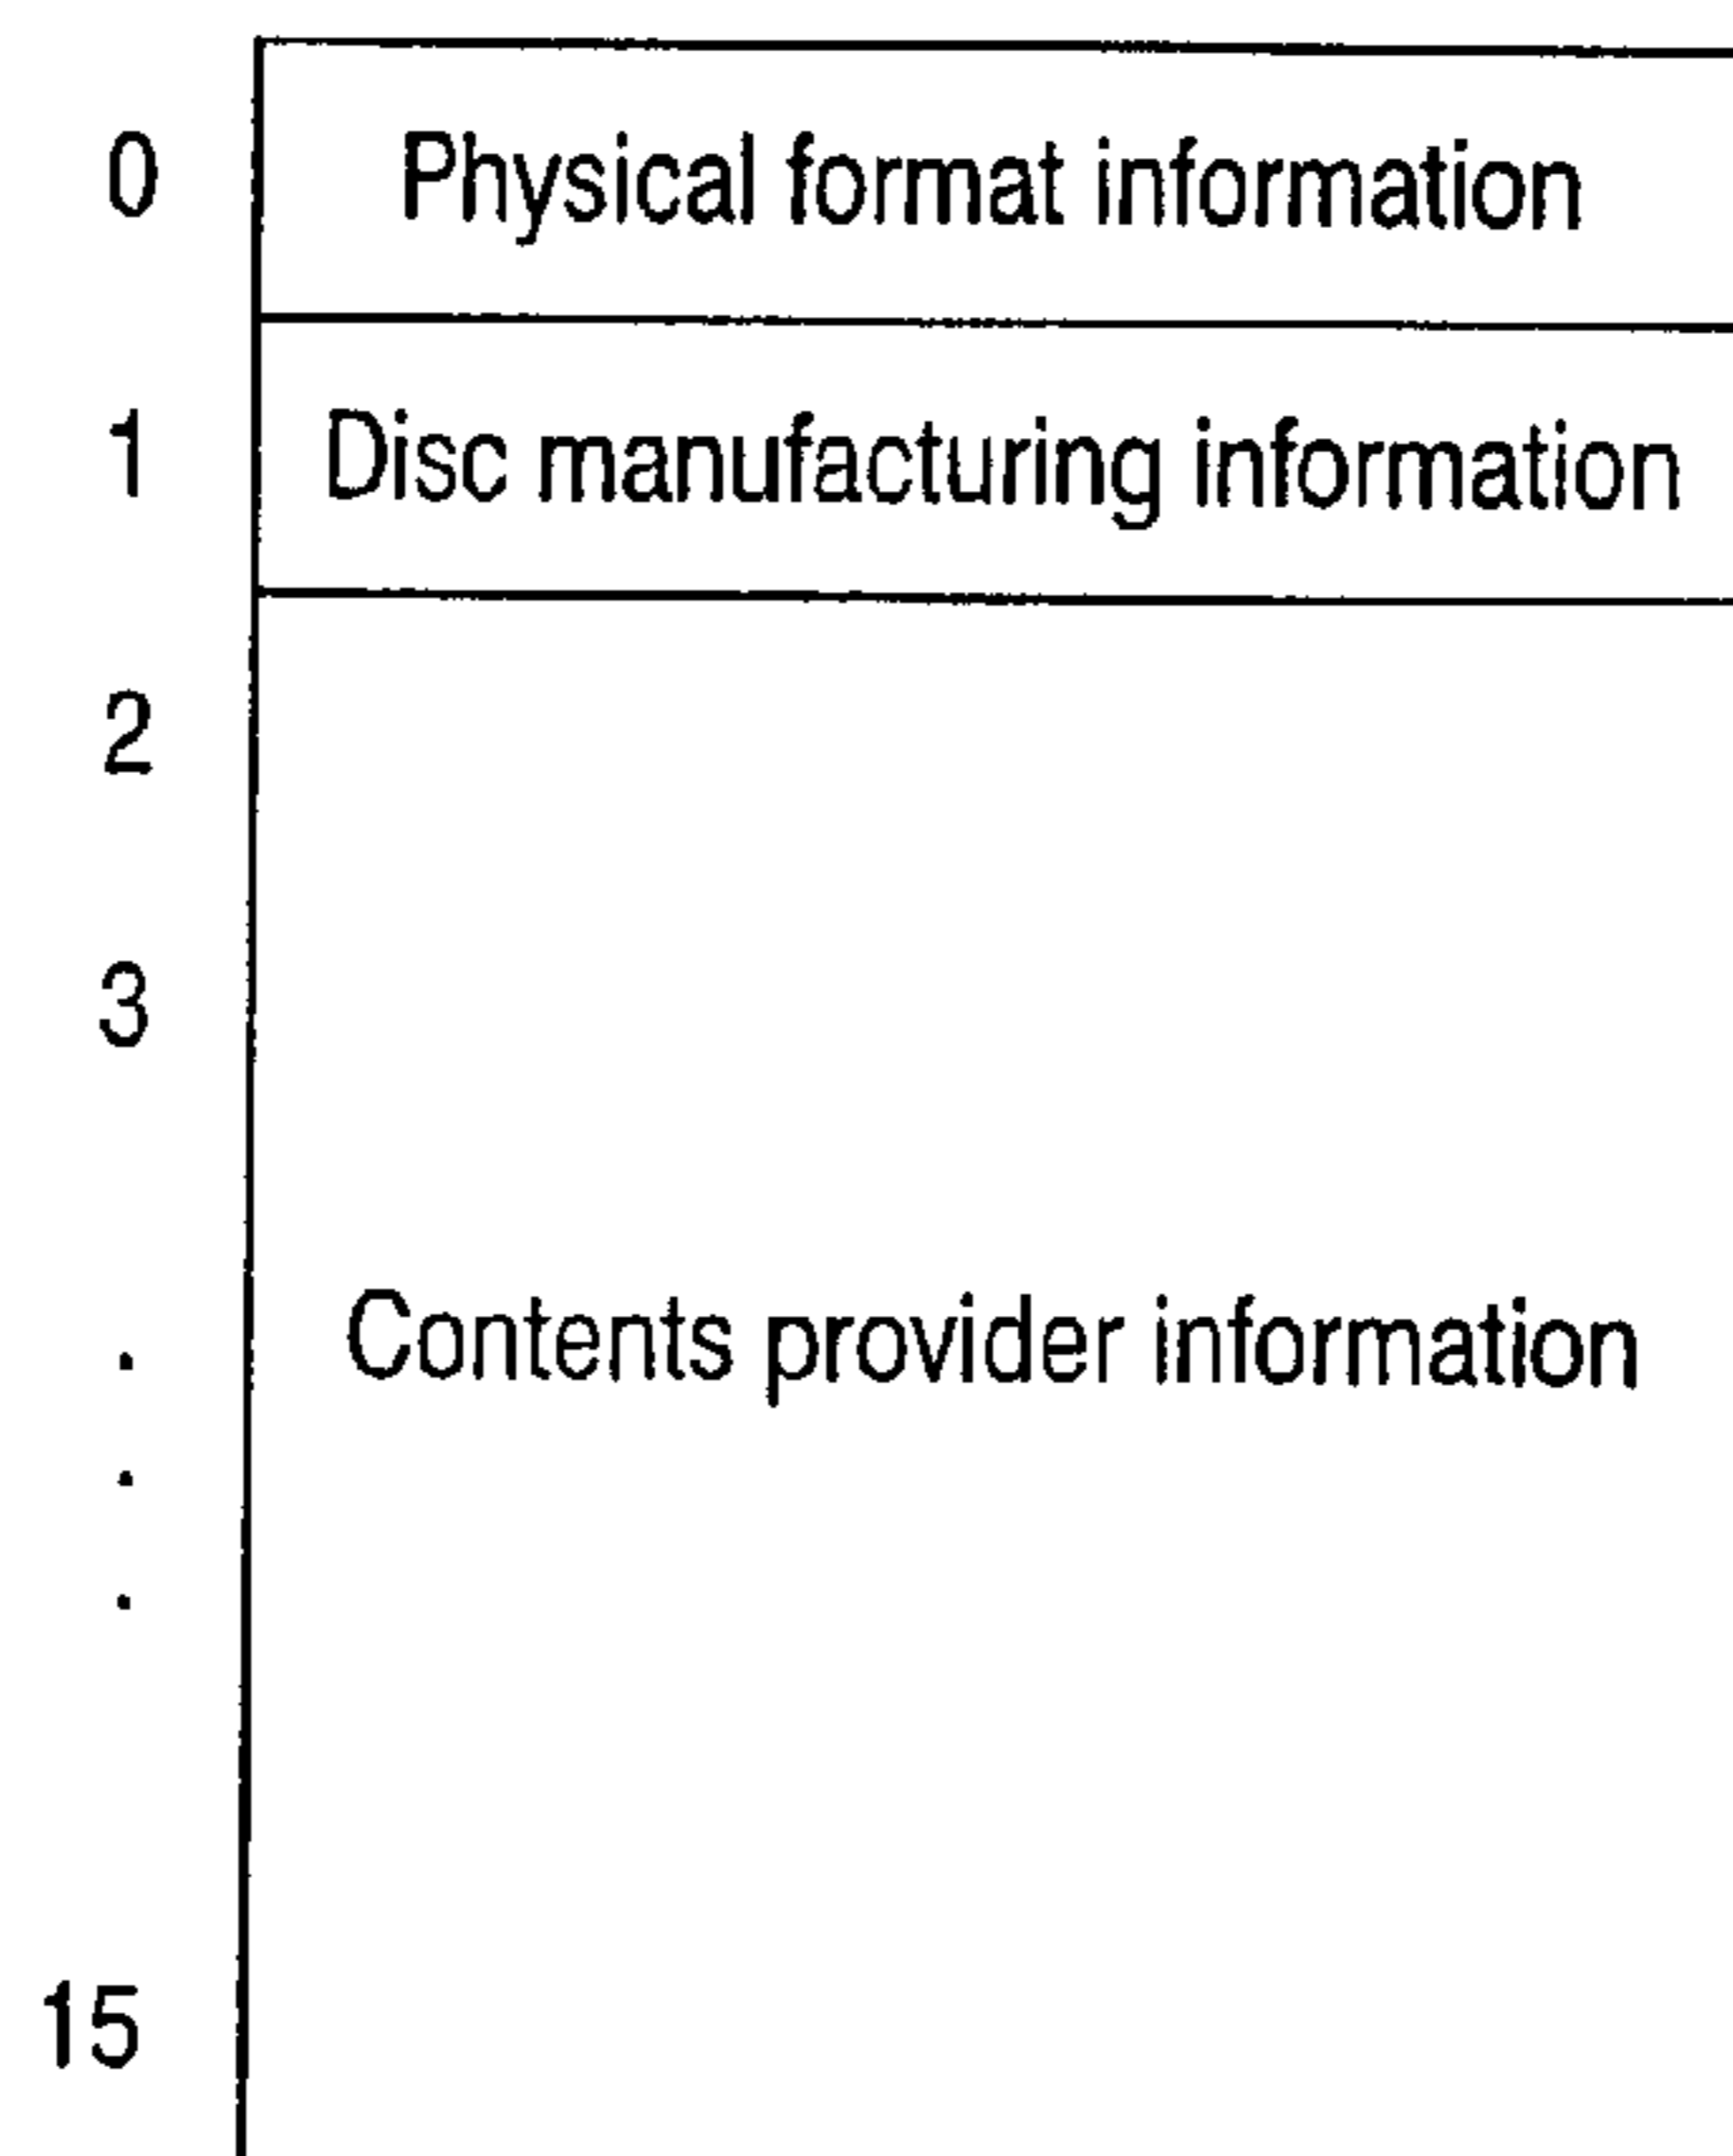 0 Physical format information
1 Disc manufacturing information
2
3
. Contents provider information
.
.
15